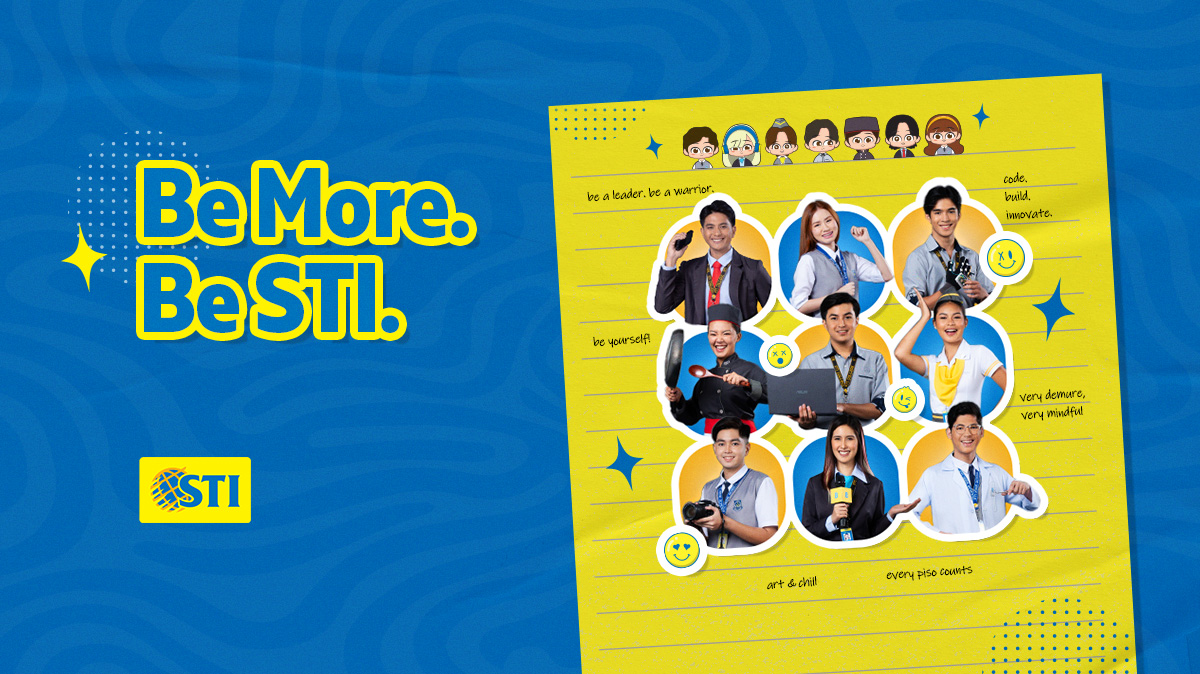 Be More.
Be STI.
STI
be a leader. be a warrior.
code.
build.
innovate.
be yourself!
very demure,
very mindful
art & chill
every piso counts